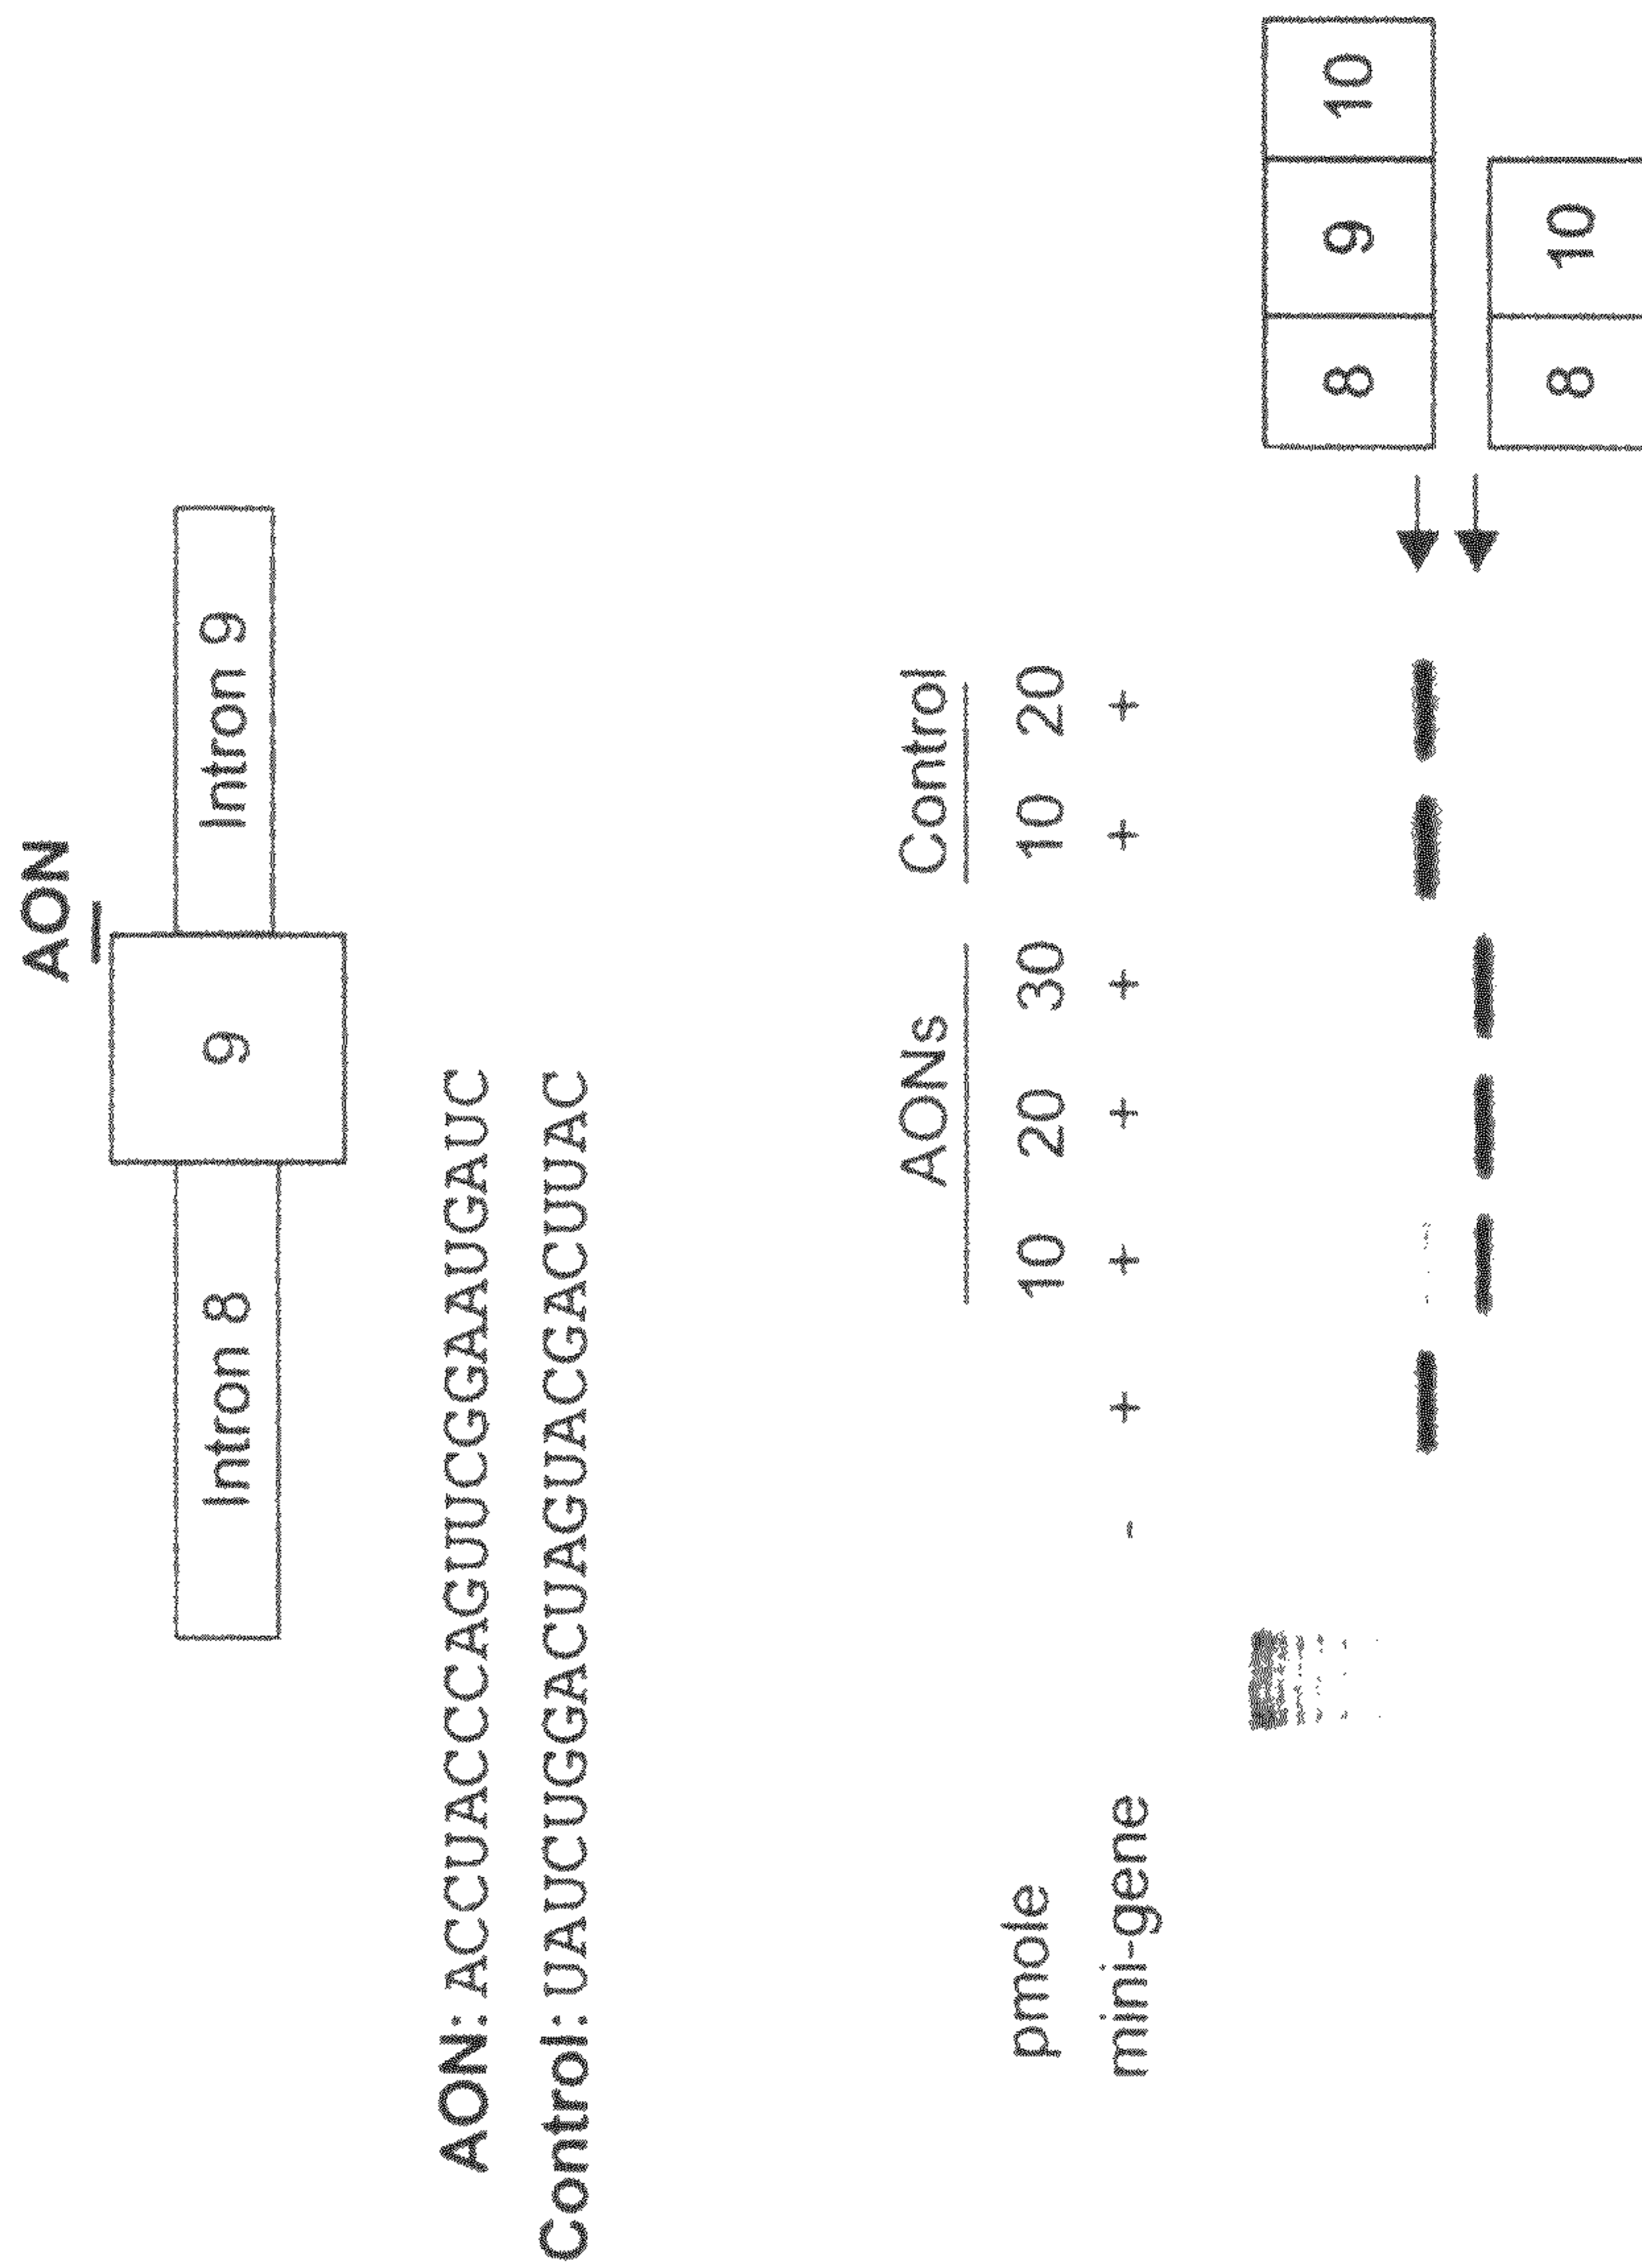 AON
Intron 8 9 Intron 9
AON: ACCUACCCAGUUCGGAAUGAUC
Control: UAUCUGGACUAGUACGACUUAC
AONs Control
pmole 10 20 30 10 20
mini-gene - + + + + + +
8 9 10
8 10